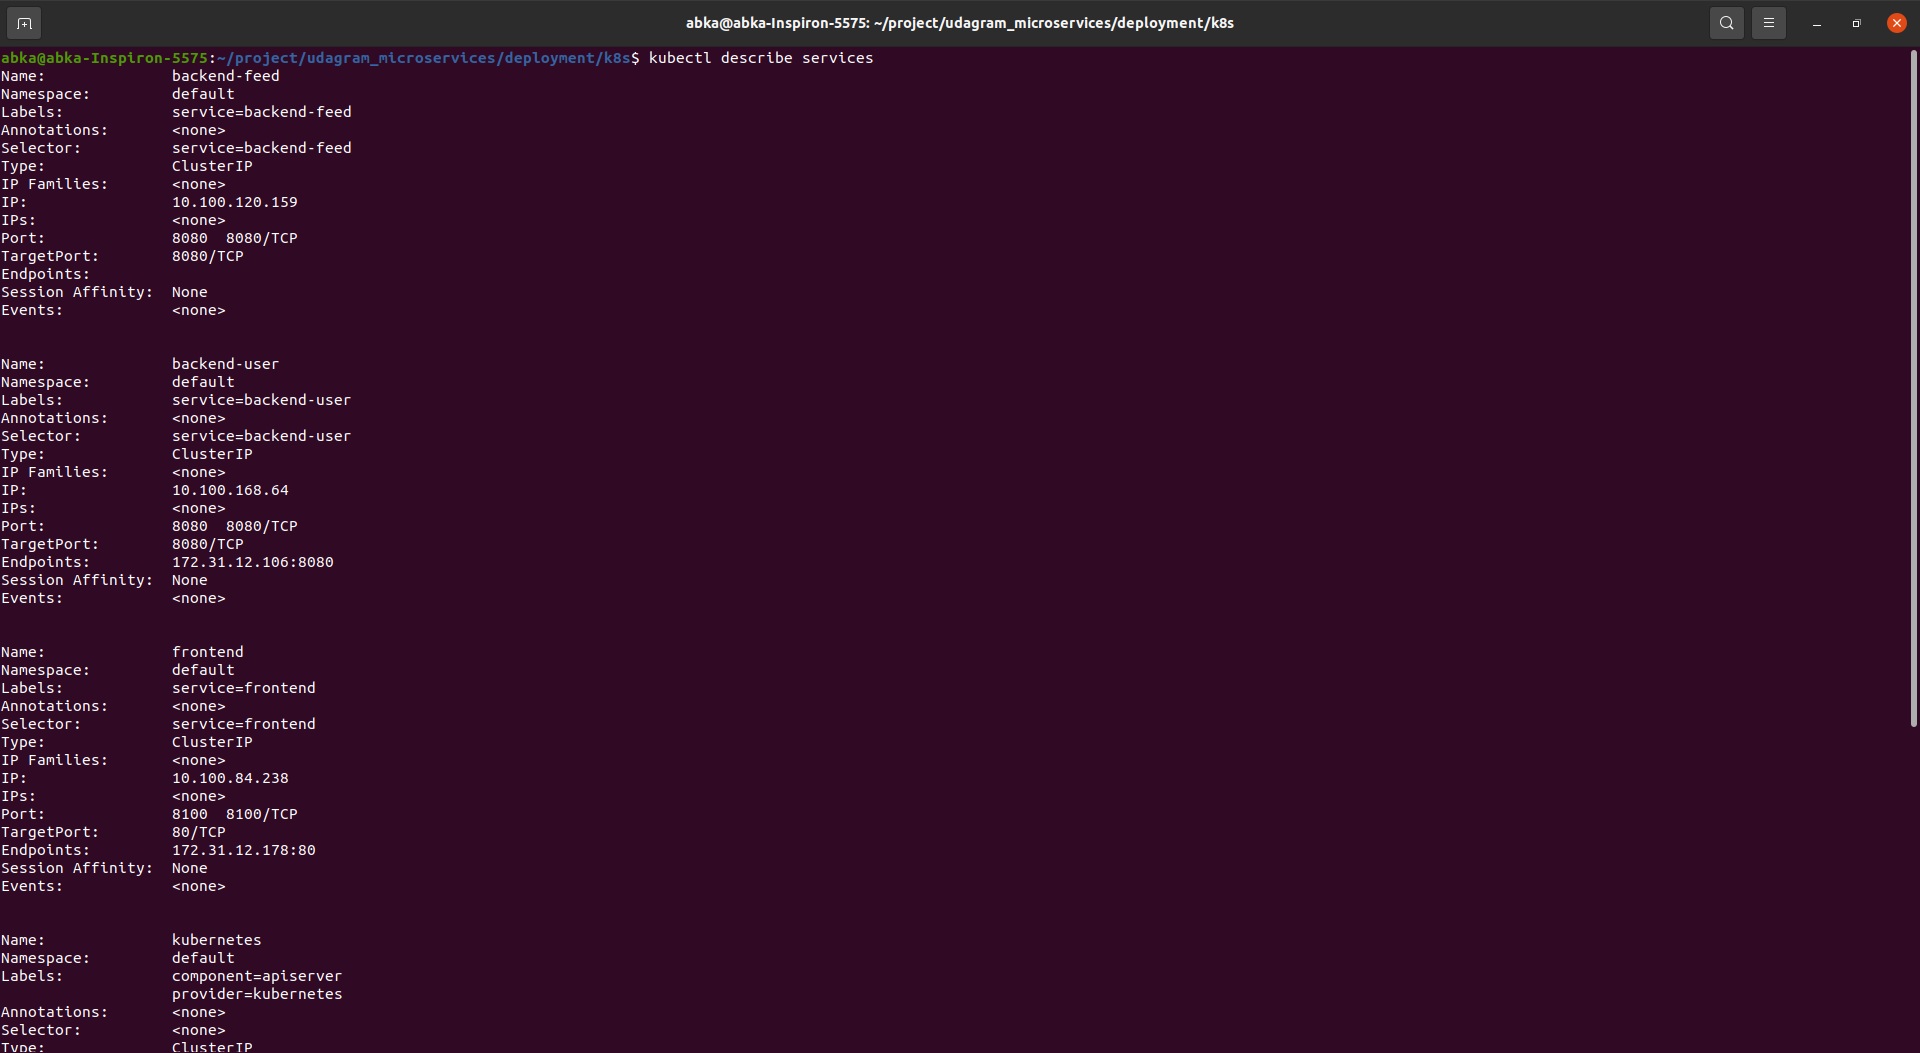 abka@abka-Inspiron-5575: ~/project/udagram_microservices/deployment/k8s
abka@abka-Inspiron-5575:~/project/udagram_microservices/deployment/k8s$ kubectl describe services
Name:              backend-feed
Namespace:         default
Labels:            service=backend-feed
Annotations:       <none>
Selector:          service=backend-feed
Type:              ClusterIP
IP Families:       <none>
IP:                10.100.120.159
IPs:               <none>
Port:              8080  8080/TCP
TargetPort:        8080/TCP
Endpoints:
Session Affinity:  None
Events:            <none>
Name:              backend-user
Namespace:         default
Labels:            service=backend-user
Annotations:       <none>
Selector:          service=backend-user
Type:              ClusterIP
IP Families:       <none>
IP:                10.100.168.64
IPs:               <none>
Port:              8080  8080/TCP
TargetPort:        8080/TCP
Endpoints:         172.31.12.106:8080
Session Affinity:  None
Events:            <none>
Name:              frontend
Namespace:         default
Labels:            service=frontend
Annotations:       <none>
Selector:          service=frontend
Type:              ClusterIP
IP Families:       <none>
IP:                10.100.84.238
IPs:               <none>
Port:              8100  8100/TCP
TargetPort:        80/TCP
Endpoints:         172.31.12.178:80
Session Affinity:  None
Events:            <none>
Name:              kubernetes
Namespace:         default
Labels:            component=apiserver
                   provider=kubernetes
Annotations:       <none>
Selector:          <none>
Type:              ClusterIP